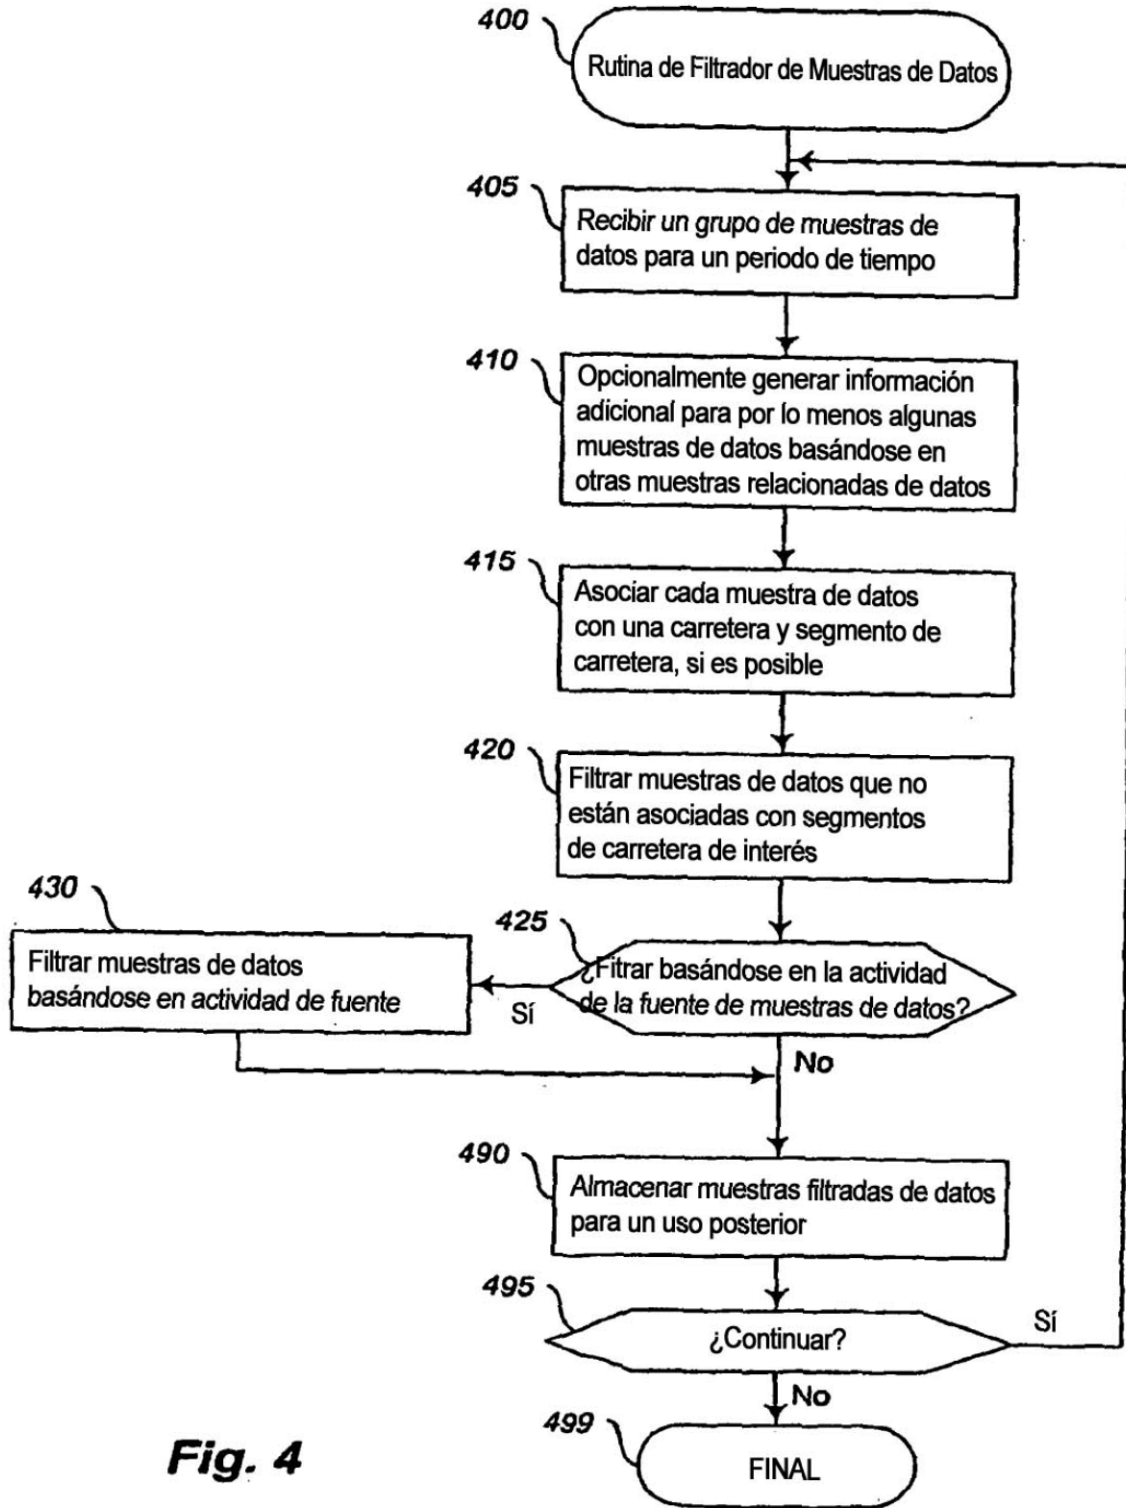 400
Rutina de Filtrador de Muestras de Datos
405
Recibir un grupo de muestras de
datos para un periodo de tiempo
410
Opcionalmente generar información
adicional para por lo menos algunas
muestras de datos basándose en
otras muestras relacionadas de datos
415
Asociar cada muestra de datos
con una carretera y segmento de
carretera, si es posible
420
Filtrar muestras de datos que no
están asociadas con segmentos
de carretera de interés
430
Filtrar muestras de datos
basándose en actividad de fuente
425
¿Fitrar basándose en la actividad
de la fuente de muestras de datos?
Sí
No
490
Almacenar muestras filtradas de datos
para un uso posterior
495
¿Continuar?
Sí
No
499
FINAL
Fig. 4